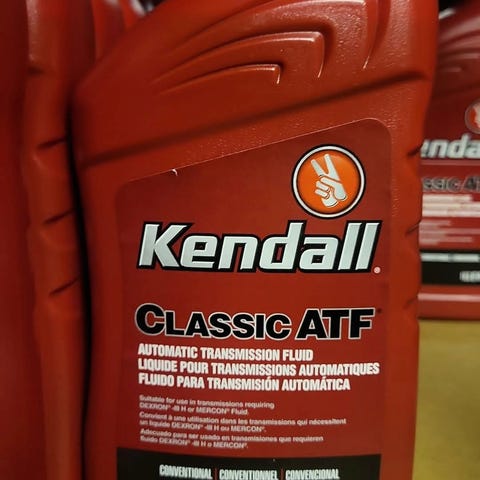 Kendall®
CLASSIC ATF®
AUTOMATIC TRANSMISSION FLUID
LIQUIDE POUR TRANSMISSIONS AUTOMATIQUES
FLUIDO PARA TRANSMISIÓN AUTOMÁTICA
Suitable for use in transmissions requiring
DEXRON®-III H or MERCON® Fluid.
Convient à une utilisation dans les transmissions qui nécessitent
un liquide DEXRON®-III H ou MERCON®.
Adecuado para ser usado en transmisiones que requieren
fluido DEXRON®-III H o MERCON®.
CONVENTIONAL | CONVENTIONNEL | CONVENCIONAL